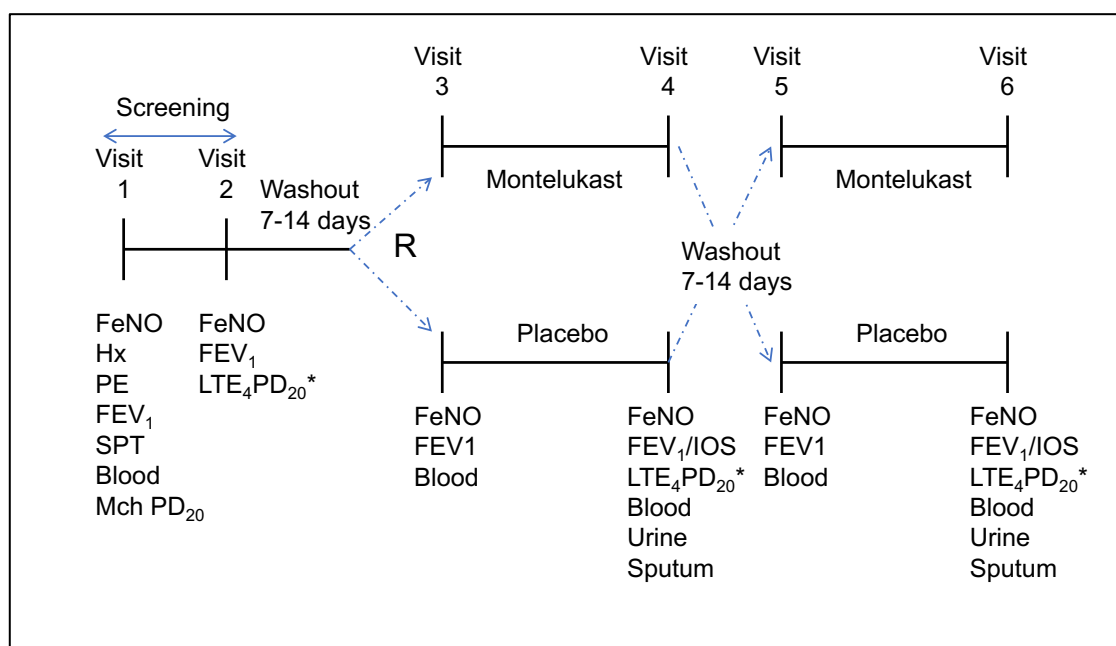 Visit
3
Visit
4
Visit
5
Visit
6
Screening
Visit
1
Visit
2
Washout
7-14 days
R
Montelukast
Montelukast
Washout
7-14 days
Placebo
Placebo
FeNO
Hx
PE
FEV₁
SPT
Blood
Mch PD₂₀
FeNO
FEV₁
LTE₄PD₂₀*
FeNO
FEV1
Blood
FeNO
FEV₁/IOS
LTE₄PD₂₀*
Blood
Urine
Sputum
FeNO
FEV1
Blood
FeNO
FEV₁/IOS
LTE₄PD₂₀*
Blood
Urine
Sputum